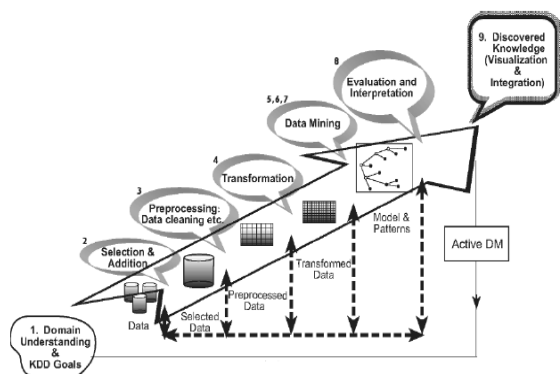 9. Discovered
Knowledge
(Visualization
&
Integration)
8
Evaluation and
Interpretation
5,6,7
Data Mining
4
Transformation
3
Preprocessing:
Data cleaning etc.
2
Selection &
Addition
Model &
Patterns
Active DM
Transformed
Data
Preprocessed Data
Selected
Data
Data
1. Domain
Understanding
&
KDD Goals